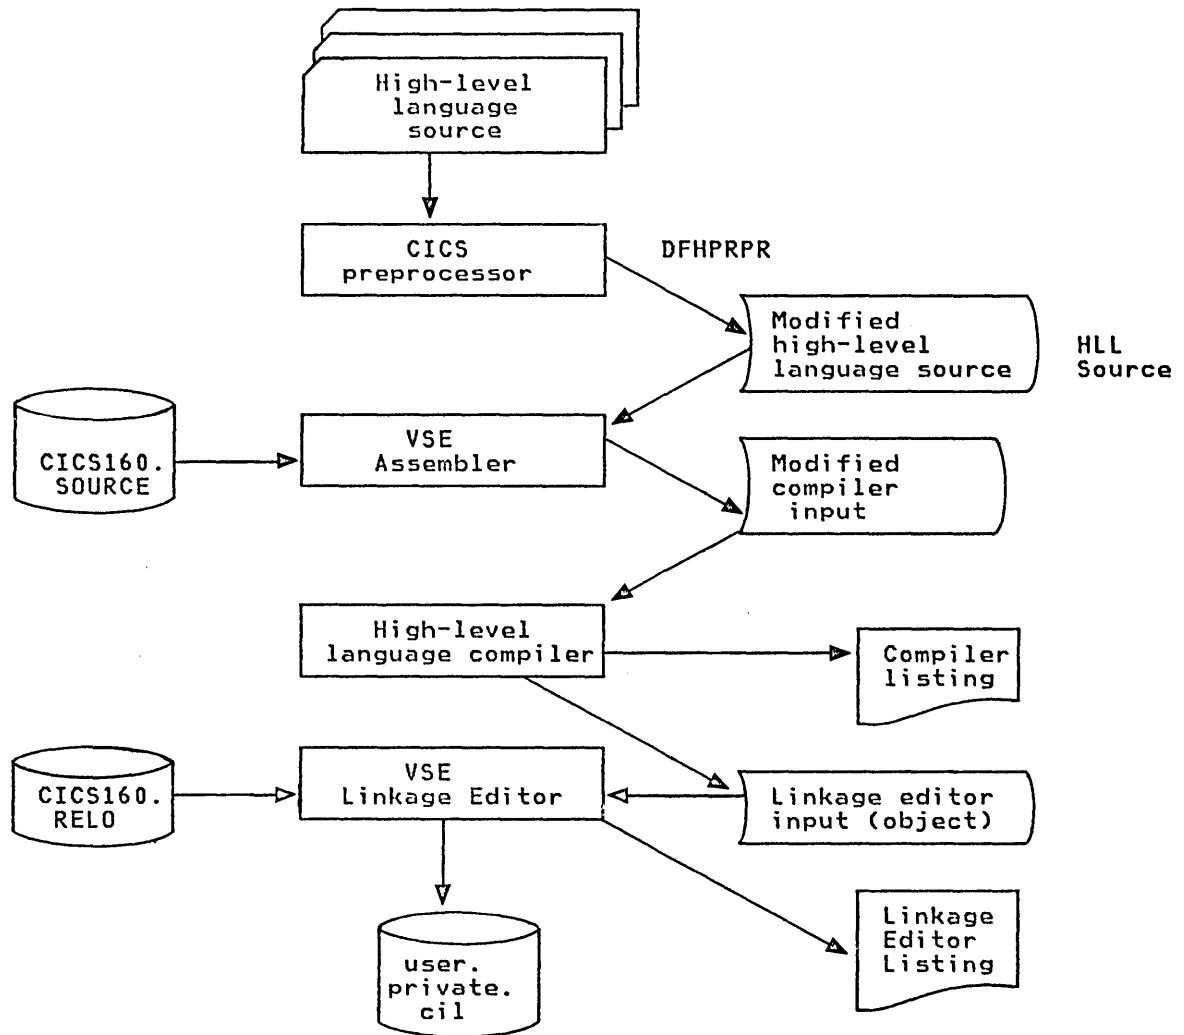 High-level
language
source
CICS
preprocessor
DFHPRPR
Modified
high-level
language source
HLL
Source
CICS160.
SOURCE
VSE
Assembler
Modified
compiler
input
High-level
language compiler
Compiler
listing
CICS160.
RELO
VSE
Linkage Editor
Linkage editor
input (object)
user.
private.
cil
Linkage
Editor
Listing